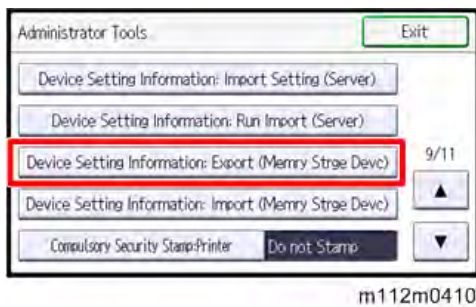 Administrator Tools Exit
Device Setting Information: Import Setting (Server)
Device Setting Information: Run Import (Server)
Device Setting Information: Export (Memry Strge Devc) 9/11
Device Setting Information: Import (Memry Strge Devc)
Compulsory Security Stamp:Printer Do not Stamp
m112m0410